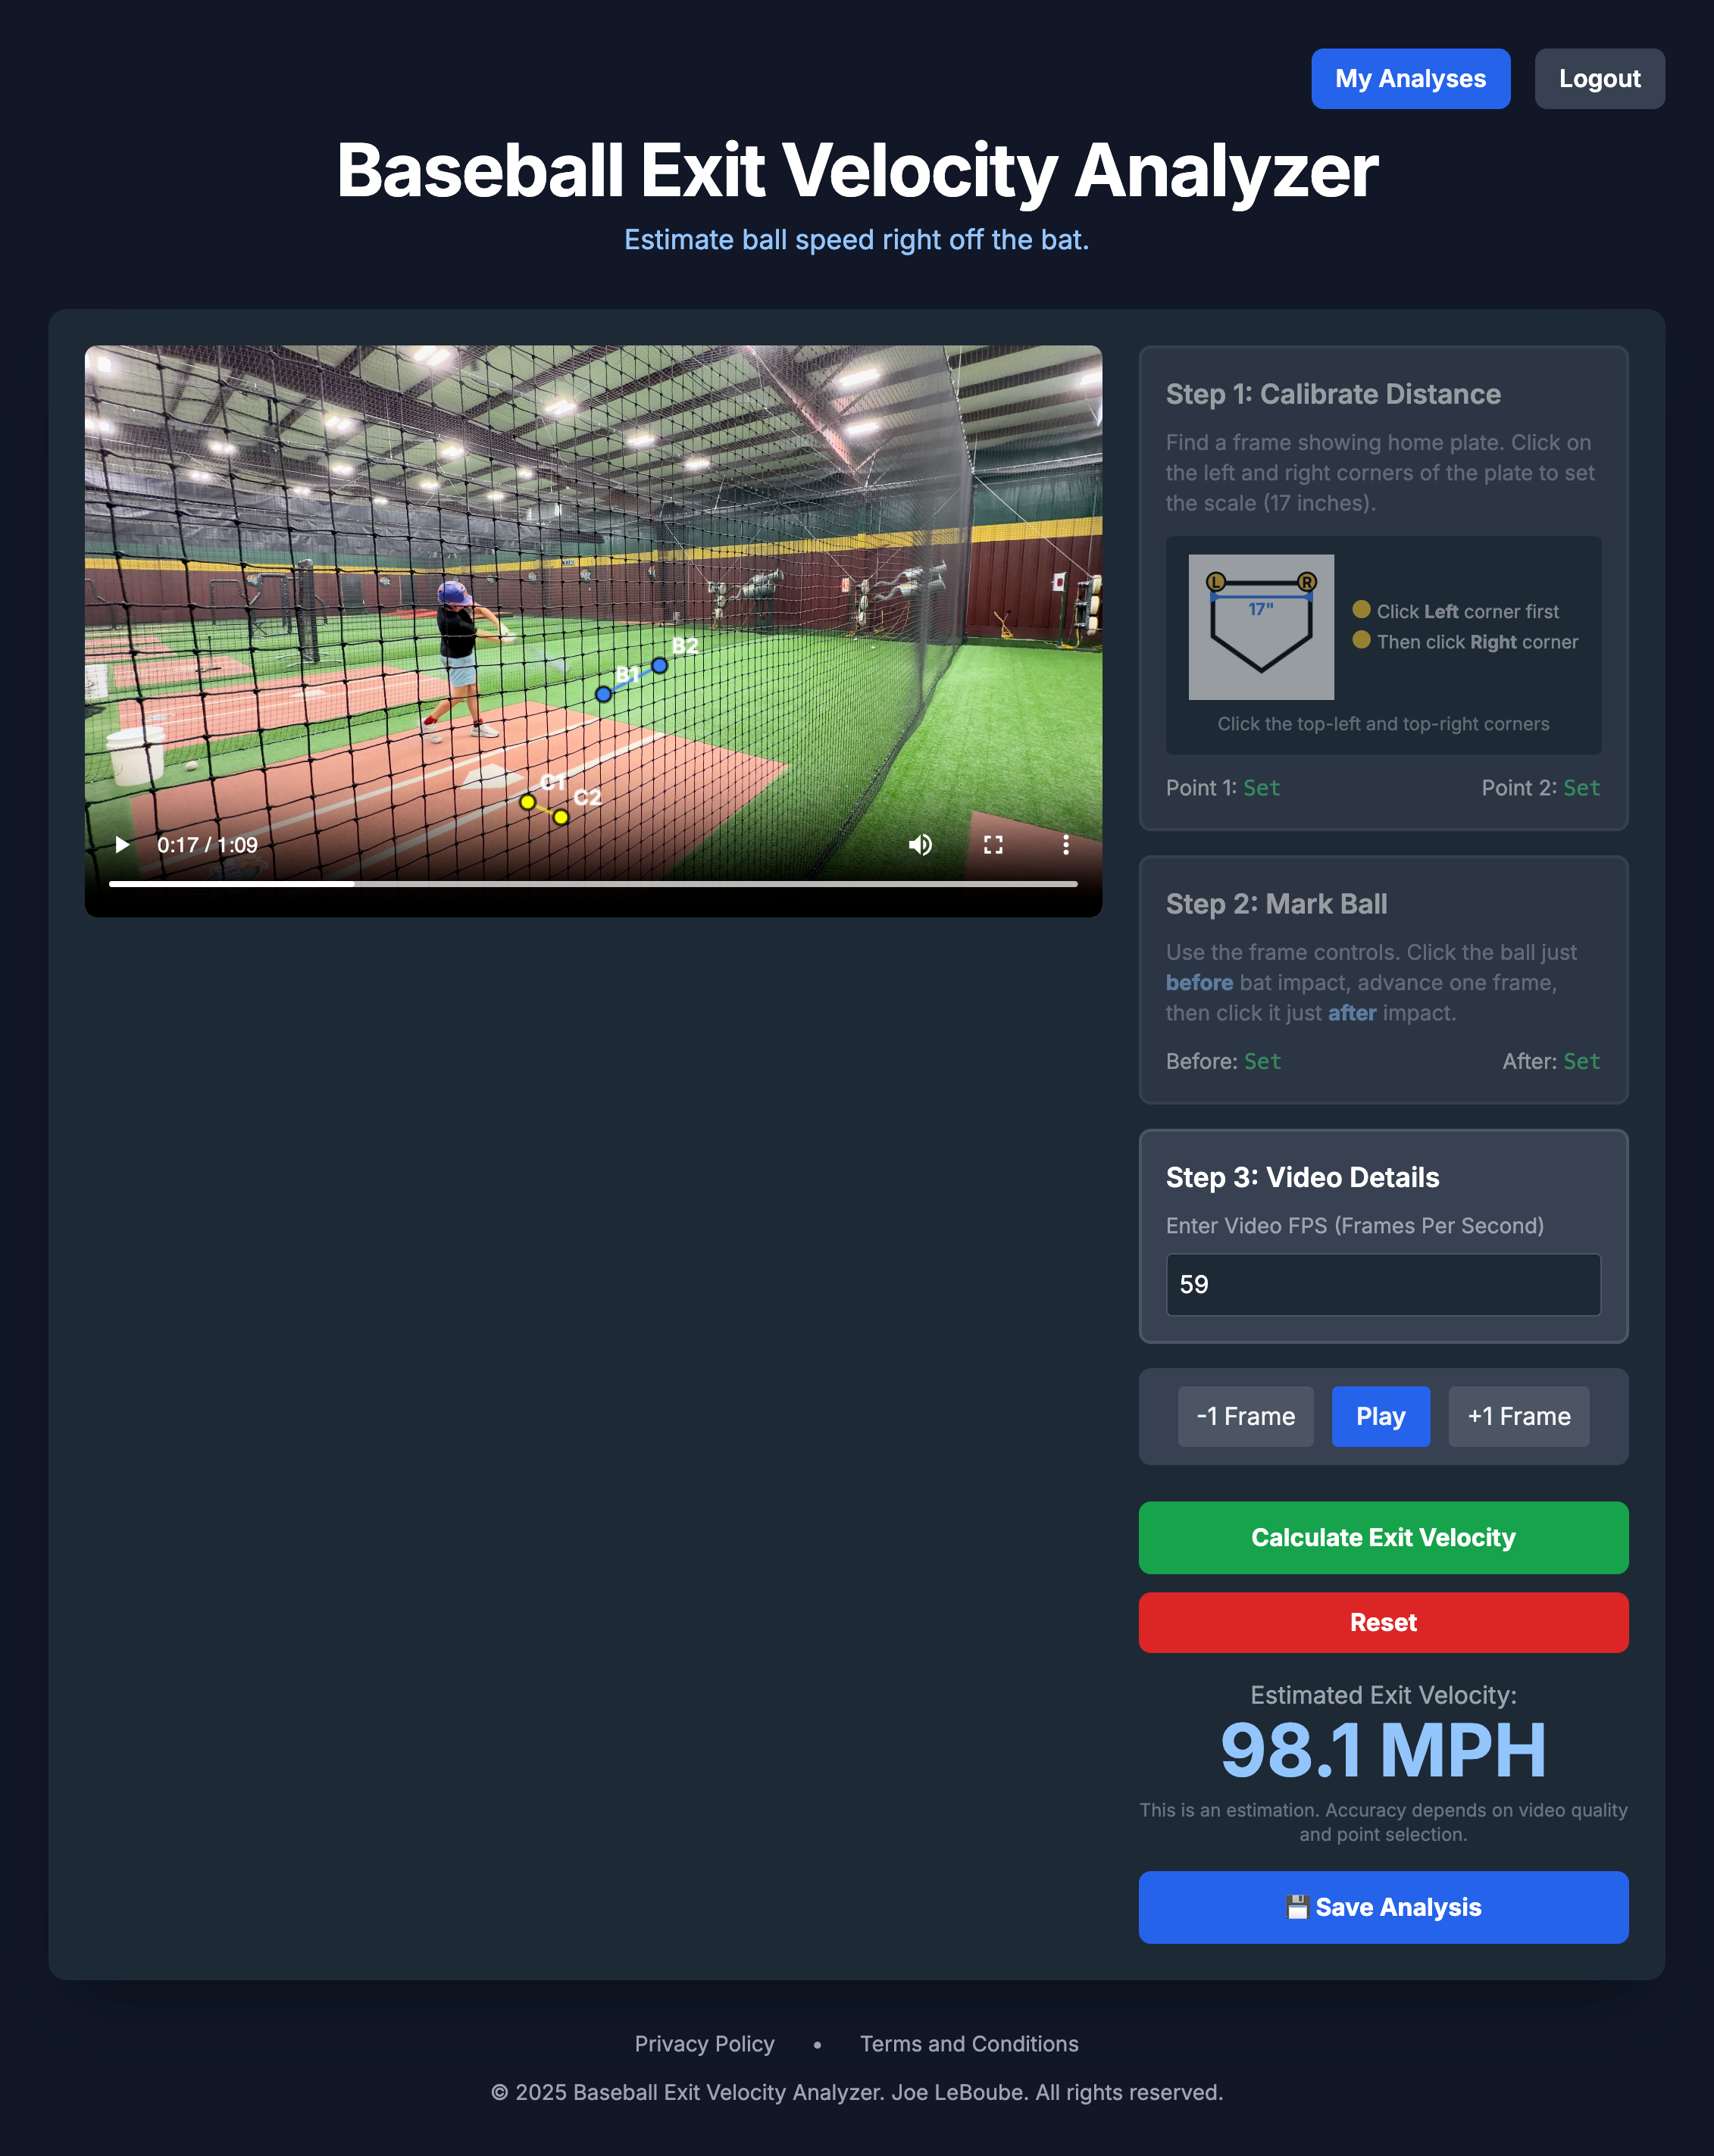 My Analyses
Logout
Baseball Exit Velocity Analyzer
Estimate ball speed right off the bat.
B2
B1
C1
C2
0:17 / 1:09
Step 1: Calibrate Distance
Find a frame showing home plate. Click on
the left and right corners of the plate to set
the scale (17 inches).
L
R
17"
Click Left corner first
Then click Right corner
Click the top-left and top-right corners
Point 1: Set
Point 2: Set
Step 2: Mark Ball
Use the frame controls. Click the ball just
before bat impact, advance one frame,
then click it just after impact.
Before: Set
After: Set
Step 3: Video Details
Enter Video FPS (Frames Per Second)
59
-1 Frame
Play
+1 Frame
Calculate Exit Velocity
Reset
Estimated Exit Velocity:
98.1 MPH
This is an estimation. Accuracy depends on video quality
and point selection.
💾 Save Analysis
Privacy Policy • Terms and Conditions
© 2025 Baseball Exit Velocity Analyzer. Joe LeBoube. All rights reserved.